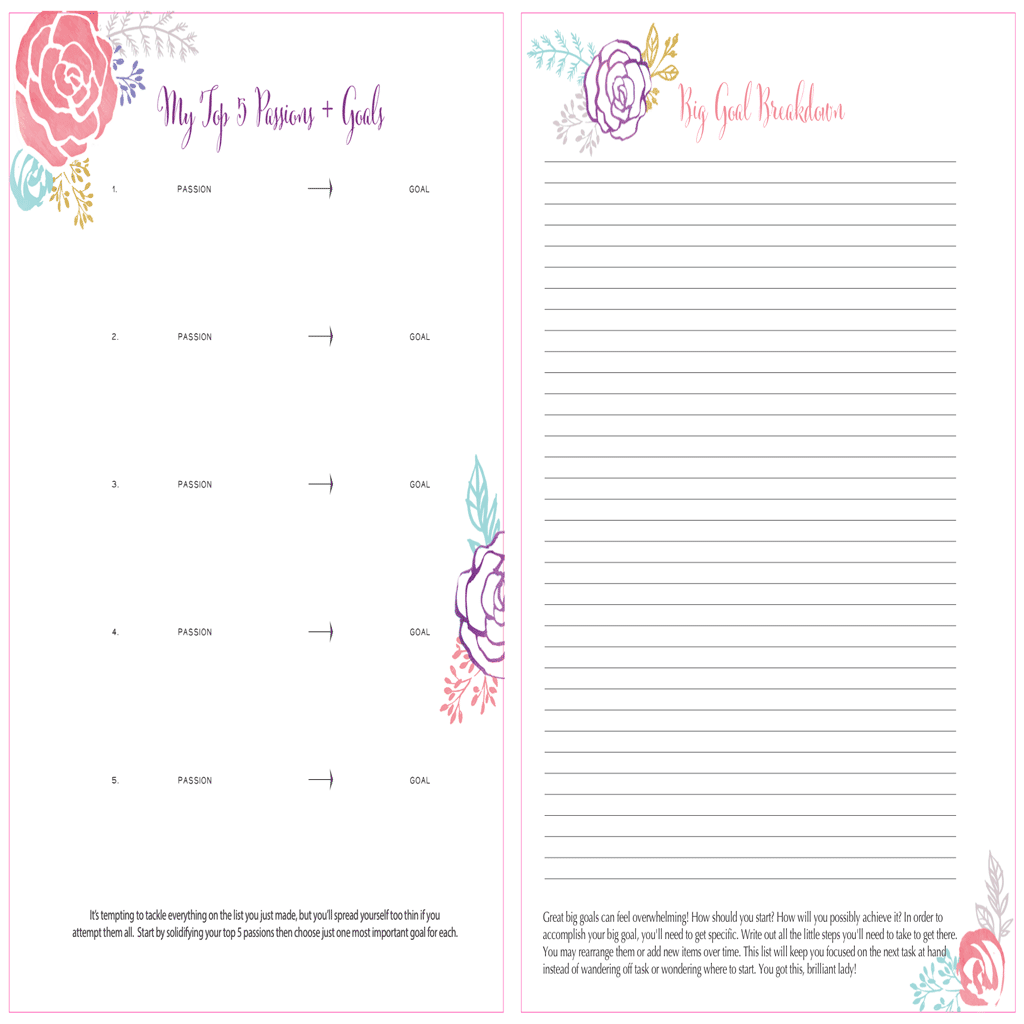 My Top 5 Passions + Goals
1. PASSION GOAL
2. PASSION GOAL
3. PASSION GOAL
4. PASSION GOAL
5. PASSION GOAL
It's tempting to tackle everything on the list you just made, but you'll spread yourself too thin if you
attempt them all. Start by solidifying your top 5 passions then choose just one most important goal for each.
Big Goal Breakdown
Great big goals can feel overwhelming! How should you start? How will you possibly achieve it? In order to
accomplish your big goal, you'll need to get specific. Write out all the little steps you'll need to take to get there.
You may rearrange them or add new items over time. This list will keep you focused on the next task at hand
instead of wandering off task or wondering where to start. You got this, brilliant lady!